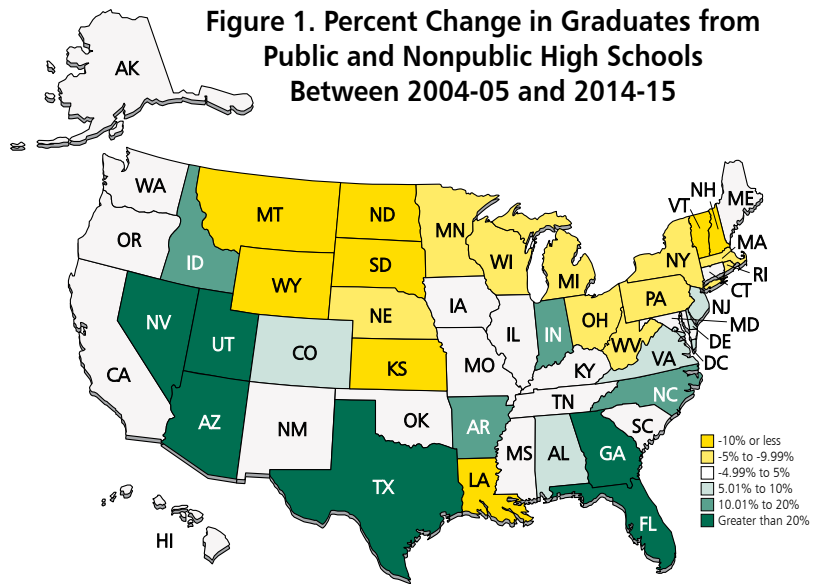 Figure 1. Percent Change in Graduates from
Public and Nonpublic High Schools
Between 2004-05 and 2014-15
AK
WA
MT
ND
MN
VT
NH
ME
OR
ID
WY
SD
WI
MI
NY
MA
RI
CT
NV
UT
CO
NE
IA
IL
IN
OH
PA
NJ
MD
DE
DC
CA
KS
MO
KY
WV
VA
AZ
NM
OK
AR
TN
NC
SC
TX
LA
MS
AL
GA
FL
HI
-10% or less
-5% to -9.99%
-4.99% to 5%
5.01% to 10%
10.01% to 20%
Greater than 20%